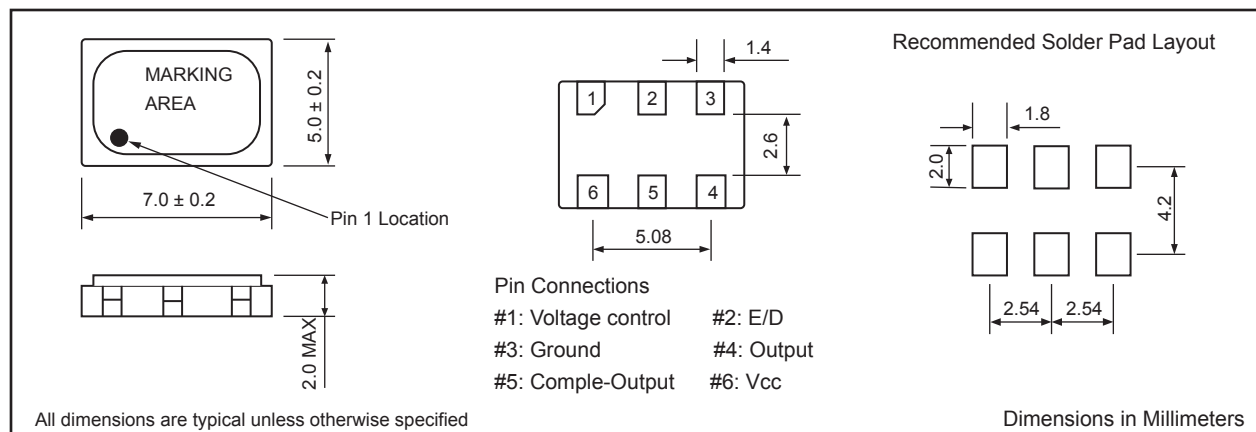 MARKING
AREA
5.0 ± 0.2
7.0 ± 0.2
Pin 1 Location
2.0 MAX
All dimensions are typical unless otherwise specified
1.4
1
2
3
2.6
6
5
4
5.08
Pin Connections
#1: Voltage control #2: E/D
#3: Ground #4: Output
#5: Comple-Output #6: Vcc
Recommended Solder Pad Layout
1.8
2.0
4.2
2.54 2.54
Dimensions in Millimeters